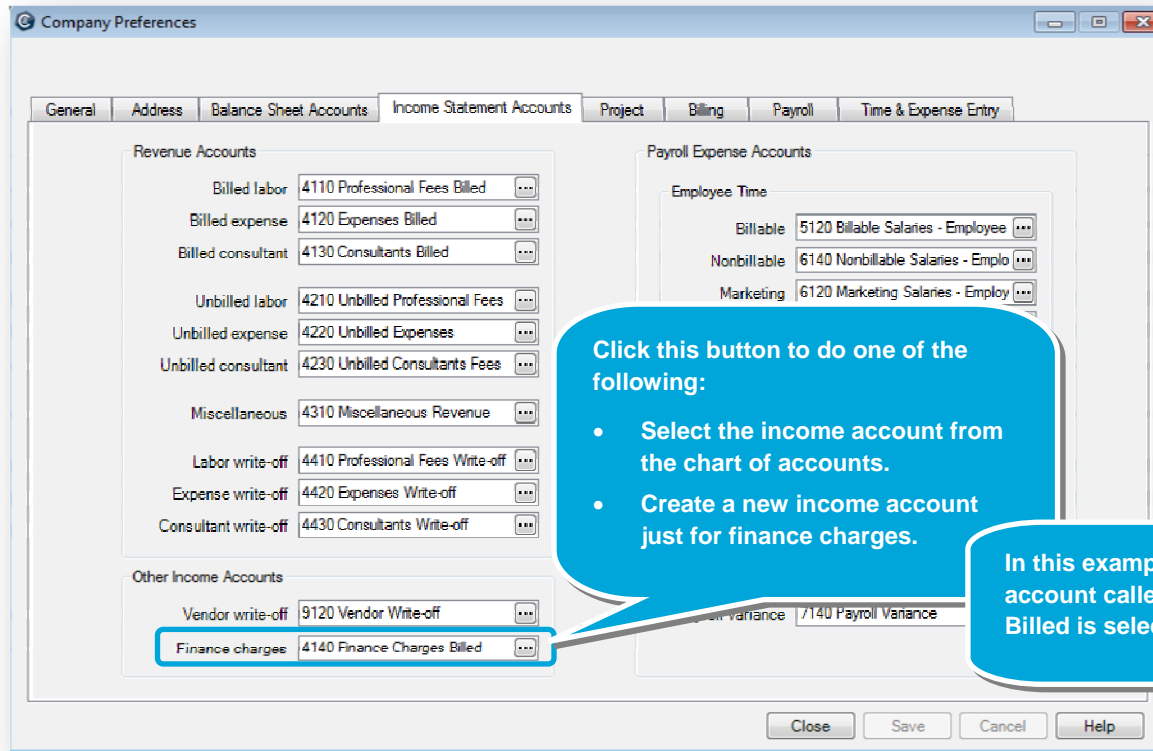 Company Preferences
General Address Balance Sheet Accounts Income Statement Accounts Project Billing Payroll Time & Expense Entry
Revenue Accounts
Billed labor 4110 Professional Fees Billed ...
Billed expense 4120 Expenses Billed ...
Billed consultant 4130 Consultants Billed ...
Unbilled labor 4210 Unbilled Professional Fees ...
Unbilled expense 4220 Unbilled Expenses ...
Unbilled consultant 4230 Unbilled Consultants Fees ...
Miscellaneous 4310 Miscellaneous Revenue ...
Labor write-off 4410 Professional Fees Write-off ...
Expense write-off 4420 Expenses Write-off ...
Consultant write-off 4430 Consultants Write-off ...
Other Income Accounts
Vendor write-off 9120 Vendor Write-off ...
Finance charges 4140 Finance Charges Billed ...
Payroll Expense Accounts
Employee Time
Billable 5120 Billable Salaries - Employee ...
Nonbillable 6140 Nonbillable Salaries - Emplo ...
Marketing 6120 Marketing Salaries - Employ ...
Click this button to do one of the
following:
• Select the income account from
the chart of accounts.
• Create a new income account
just for finance charges.
variance 7140 Payroll Variance
In this examp
account calle
Billed is selec
Close Save Cancel Help